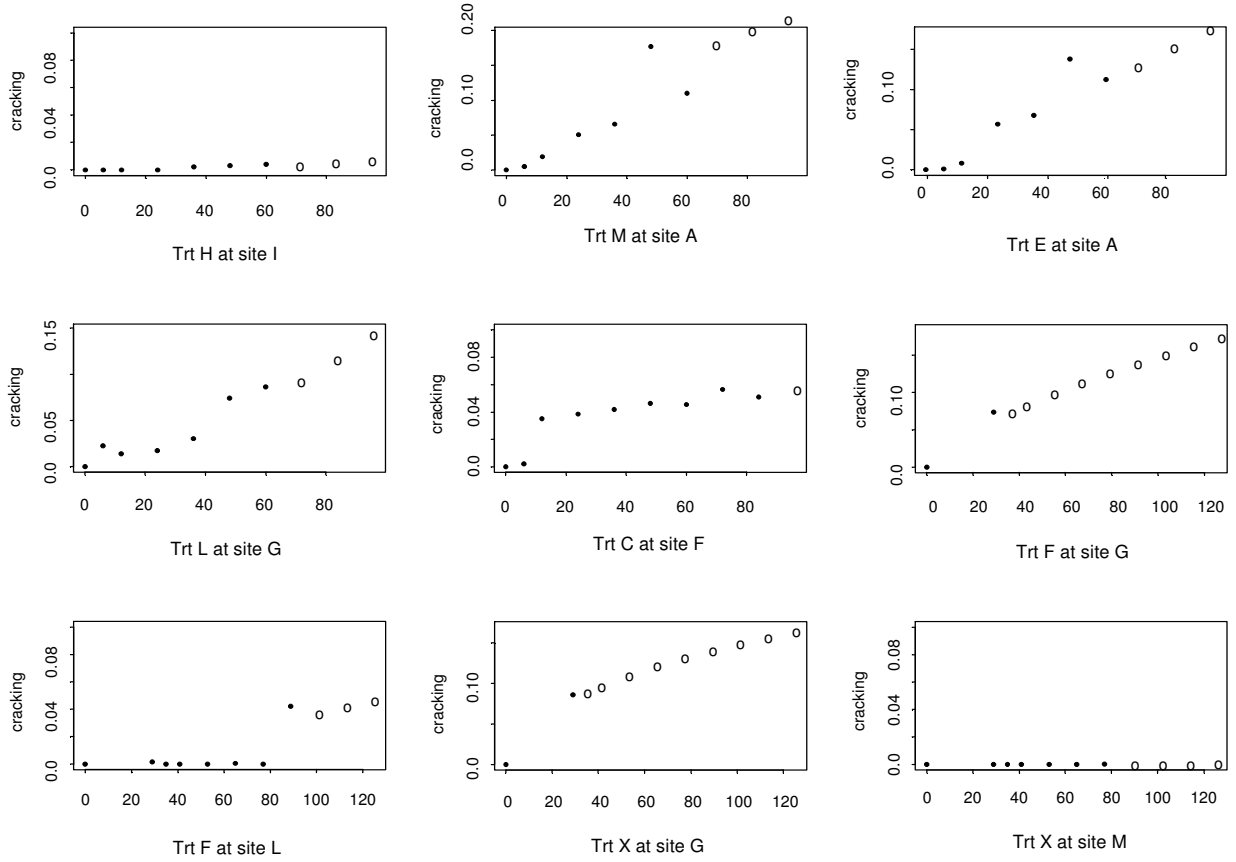 cracking
0.0 0.04 0.08
0 20 40 60 80
Trt H at site I
cracking
0.0 0.10 0.20
0 20 40 60 80
Trt M at site A
cracking
0.0 0.10
0 20 40 60 80
Trt E at site A
cracking
0.0 0.05 0.15
0 20 40 60 80
Trt L at site G
cracking
0.0 0.04 0.08
0 20 40 60 80
Trt C at site F
cracking
0.0 0.10
0 20 40 60 80 100 120
Trt F at site G
cracking
0.0 0.04 0.08
0 20 40 60 80 100 120
Trt F at site L
cracking
0.0 0.10
0 20 40 60 80 100 120
Trt X at site G
cracking
0.0 0.04 0.08
0 20 40 60 80 100 120
Trt X at site M